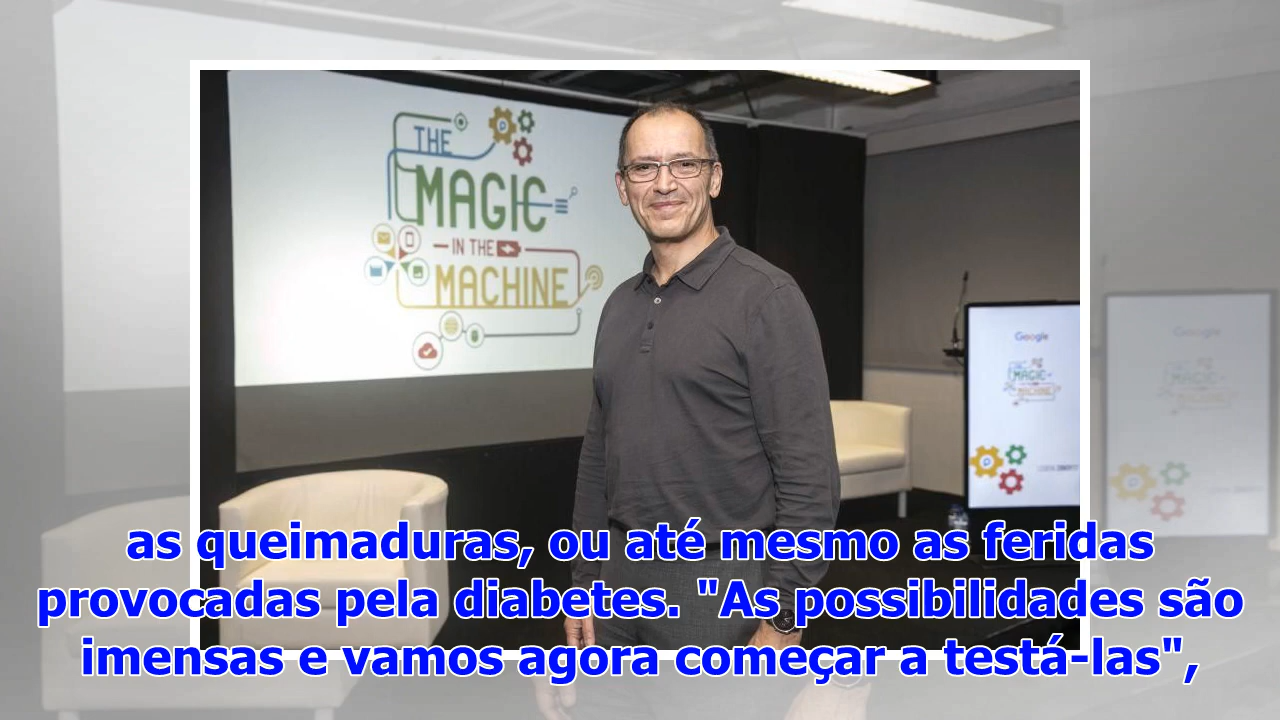 THE
MAGIC
IN THE
MACHINE
Google
MAGIC
as queimaduras, ou até mesmo as feridas
provocadas pela diabetes. "As possibilidades são
imensas e vamos agora começar a testá-las",